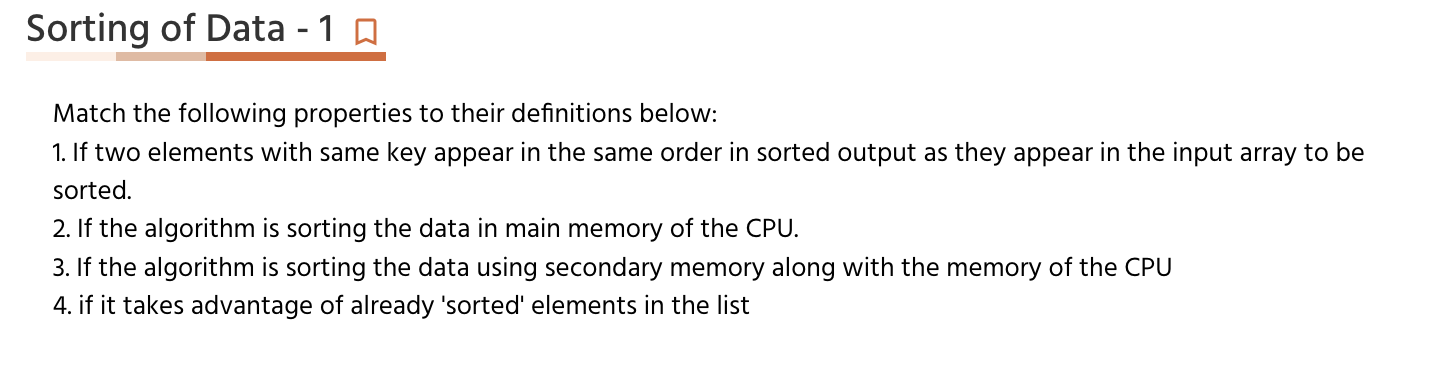 Sorting of Data - 1
Match the following properties to their definitions below:
1. If two elements with same key appear in the same order in sorted output as they appear in the input array to be
sorted.
2. If the algorithm is sorting the data in main memory of the CPU.
3. If the algorithm is sorting the data using secondary memory along with the memory of the CPU
4. if it takes advantage of already 'sorted' elements in the list